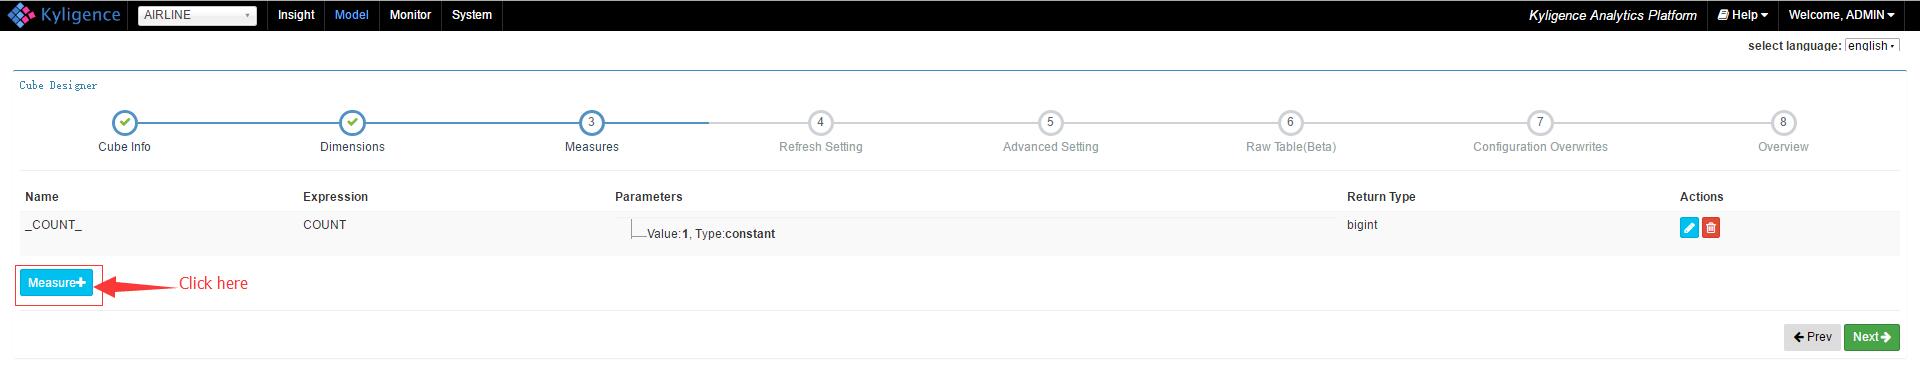 Kyligence AIRLINE Insight Model Monitor System Kyligence Analytics Platform Help Welcome, ADMIN
select language: english
Cube Designer
3 4 5 6 7 8
Cube Info Dimensions Measures Refresh Setting Advanced Setting Raw Table(Beta) Configuration Overwrites Overview
Name Expression Parameters Return Type Actions
_COUNT_ COUNT bigint
Value:1, Type:constant
Measure+ Click here
Prev Next